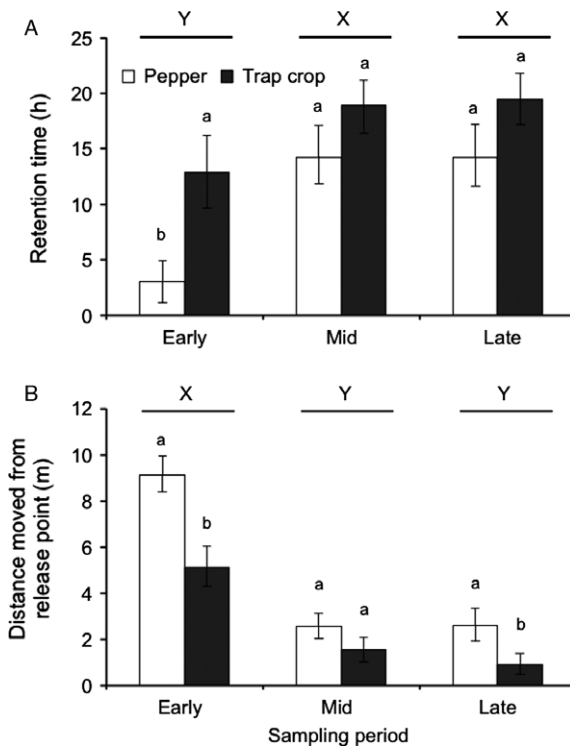 A
Y X X
25
20
15
10
5
0
Retention time (h)
Pepper Trap crop
b a a a a a
Early Mid Late
B
X Y Y
12
10
8
6
4
2
0
Distance moved from
release point (m)
a b a a a b
Early Mid Late
Sampling period